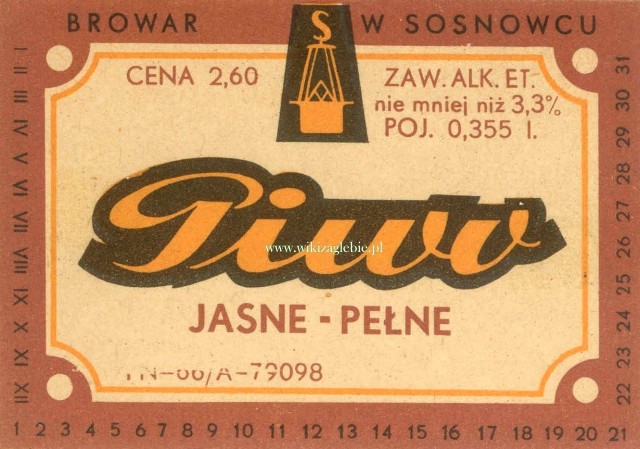 BROWAR W SOSNOWCU
S
CENA 2,60
ZAW. ALK. ET.
nie mniej niż 3,3%
POJ. 0,355 l.
Piwo
www.wikizaglebie.pl
JASNE - PEŁNE
PN-66/A-79098
I II III IV V VI VII VIII IX X XI XII
1 2 3 4 5 6 7 8 9 10 11 12 13 14 15 16 17 18 19 20 21
22 23 24 25 26 27 28 29 30 31